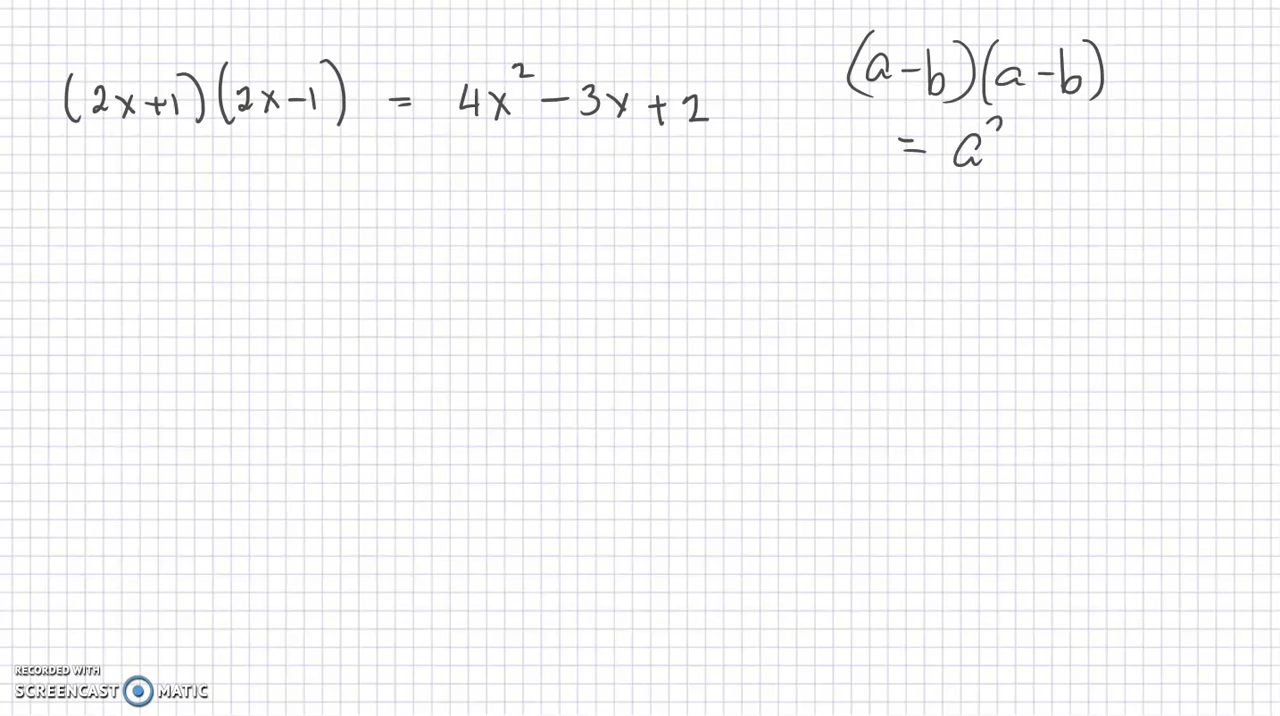 (2x+1)(2x-1) = 4x² - 3x + 2
(a-b)(a-b)
= a²
RECORDED WITH
SCREENCAST MATIC